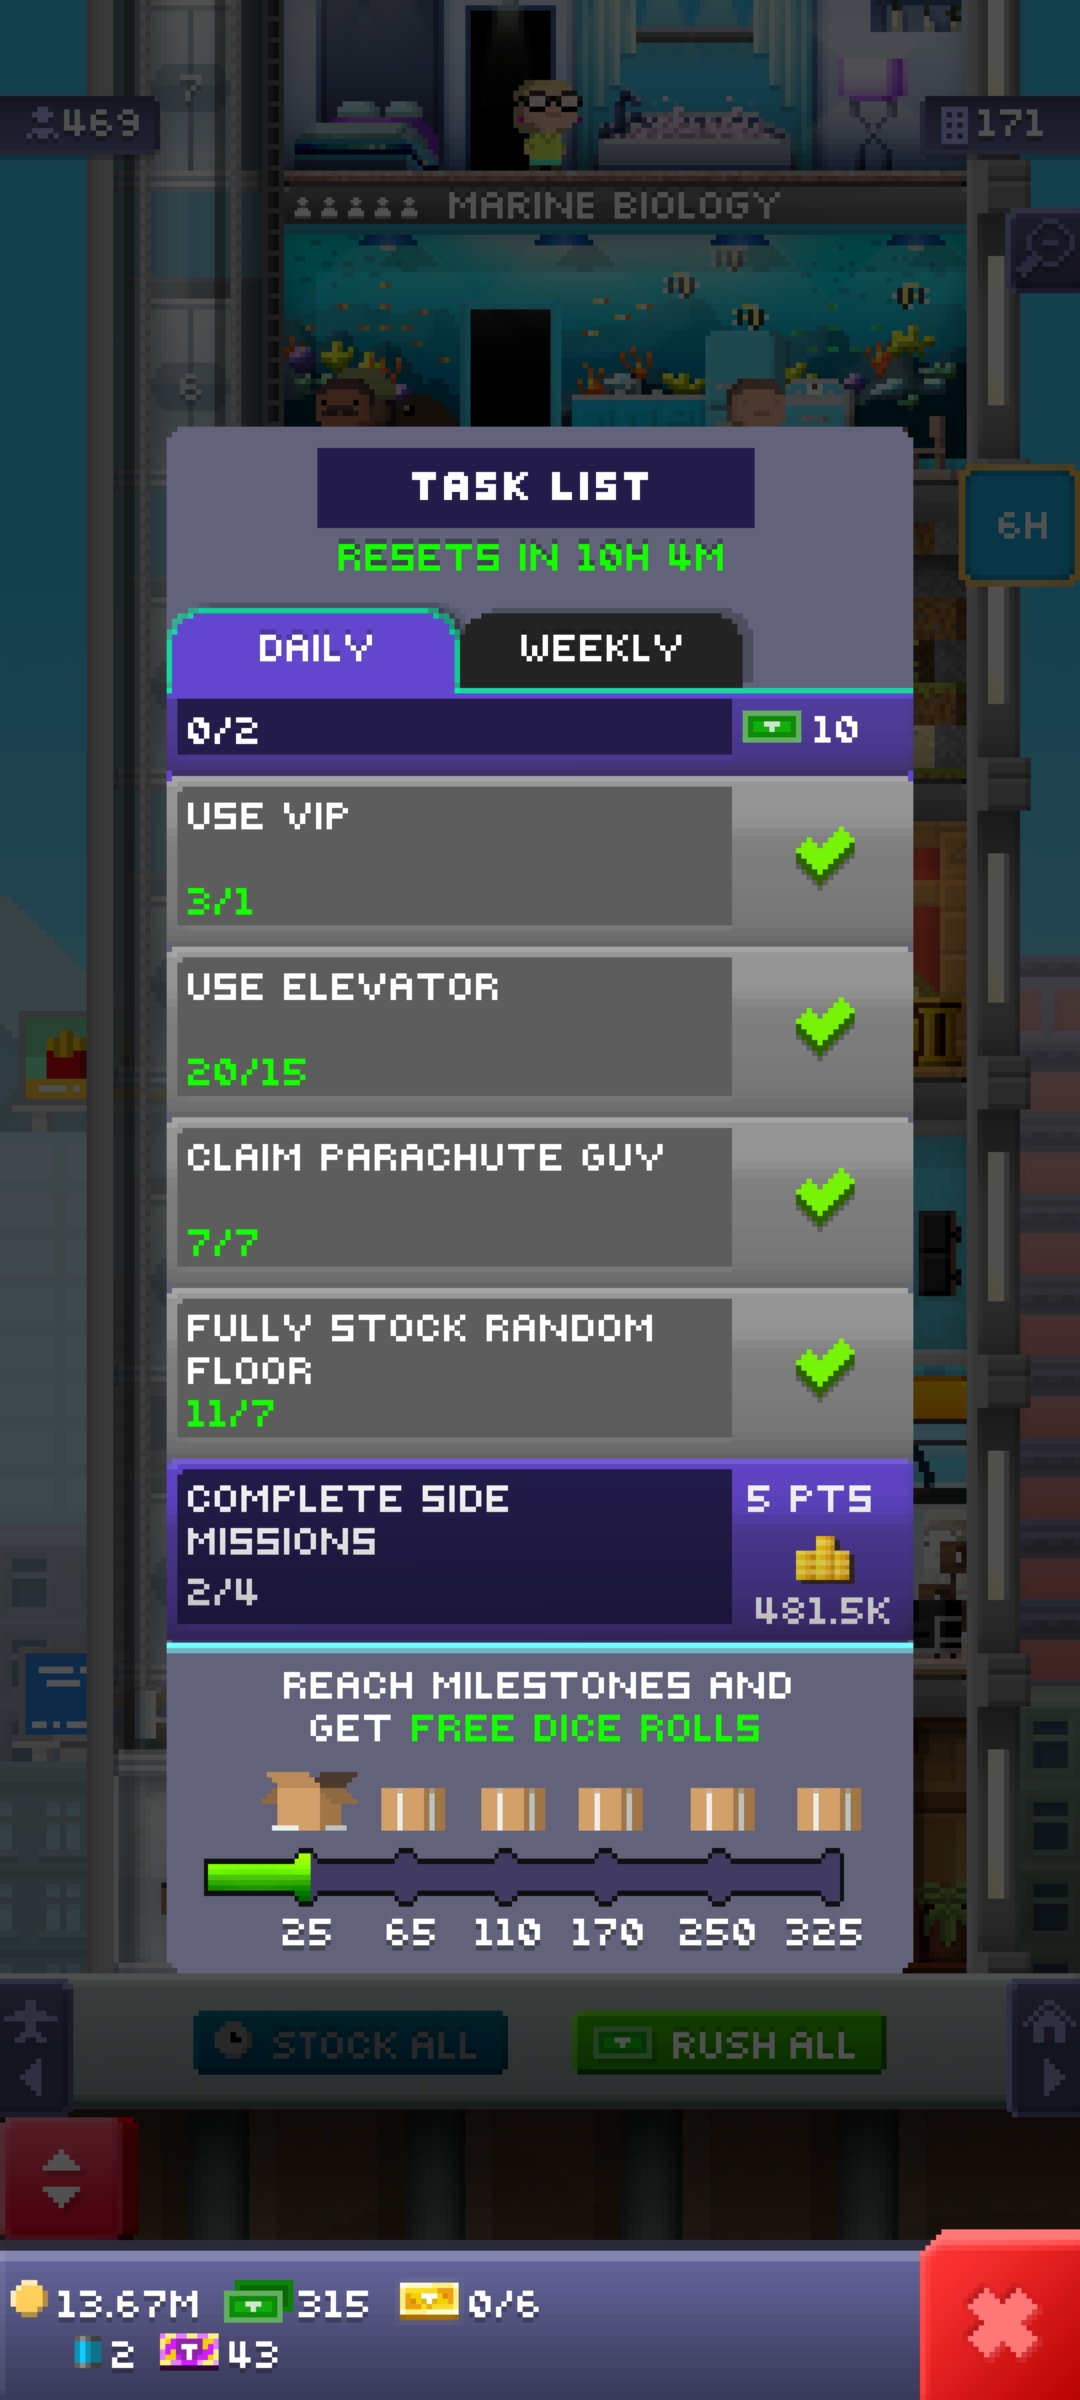 7
469
171
MARINE BIOLOGY
6
TASK LIST
6H
RESETS IN 10H 4M
DAILY
WEEKLY
0/2
10
USE VIP
3/1
USE ELEVATOR
20/15
CLAIM PARACHUTE GUY
7/7
FULLY STOCK RANDOM
FLOOR
11/7
COMPLETE SIDE
MISSIONS
2/4
5 PTS
481.5K
REACH MILESTONES AND
GET FREE DICE ROLLS
25 65 110 170 250 325
STOCK ALL
RUSH ALL
13.67M 315 0/6
2 43